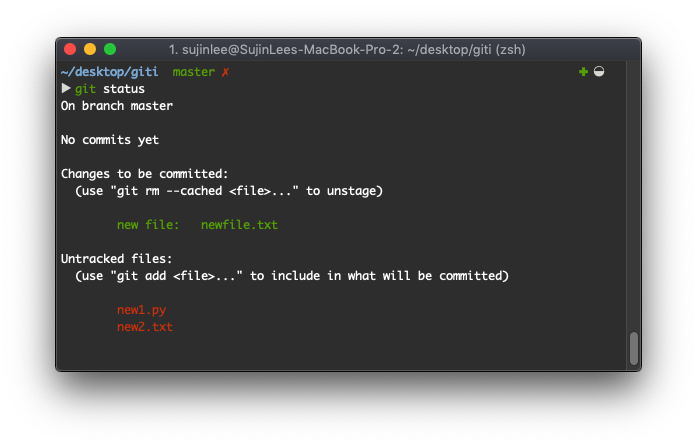 1. sujinlee@SujinLees-MacBook-Pro-2: ~/desktop/giti (zsh)
~/desktop/giti master ✗
▶ git status
On branch master
No commits yet
Changes to be committed:
(use "git rm --cached <file>..." to unstage)
new file: newfile.txt
Untracked files:
(use "git add <file>..." to include in what will be committed)
new1.py
new2.txt